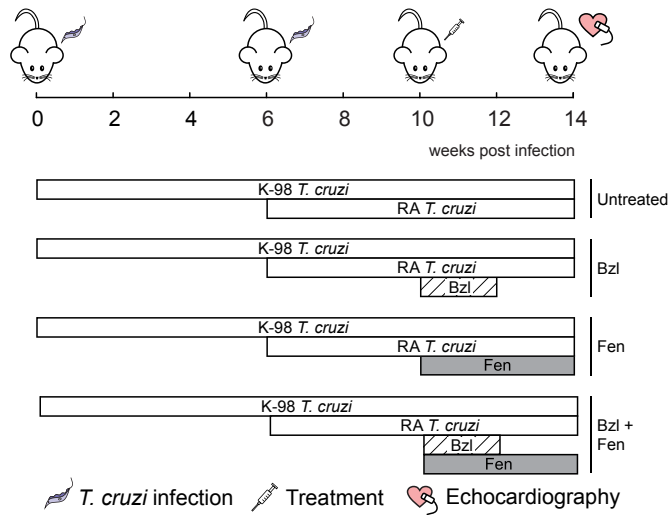 0 2 4 6 8 10 12 14
weeks post infection
K-98 T. cruzi
RA T. cruzi
Untreated
K-98 T. cruzi
RA T. cruzi
Bzl
Bzl
K-98 T. cruzi
RA T. cruzi
Fen
Fen
K-98 T. cruzi
RA T. cruzi
Bzl
Fen
Bzl +
Fen
T. cruzi infection Treatment Echocardiography